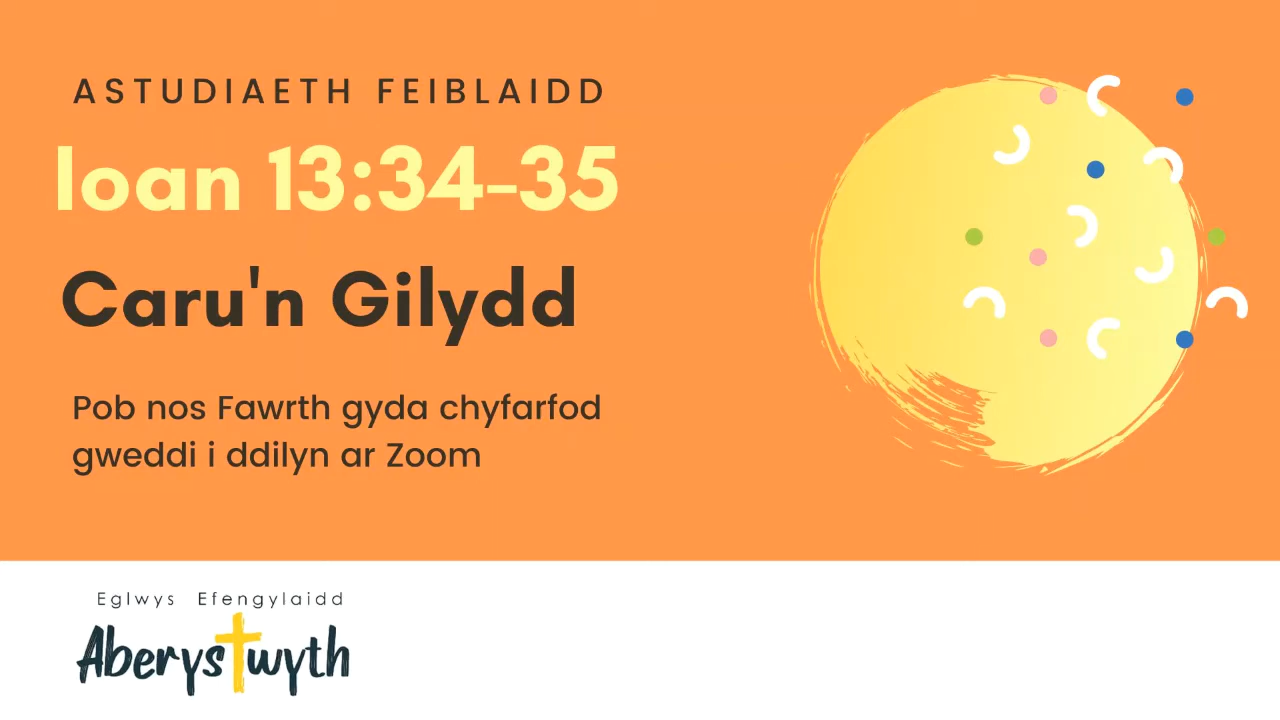 ASTUDIAETH FEIBLAIDD
Ioan 13:34-35
Caru'n Gilydd
Pob nos Fawrth gyda chyfarfod
gweddi i ddilyn ar Zoom
Eglwys Efengylaidd
Aberystwyth